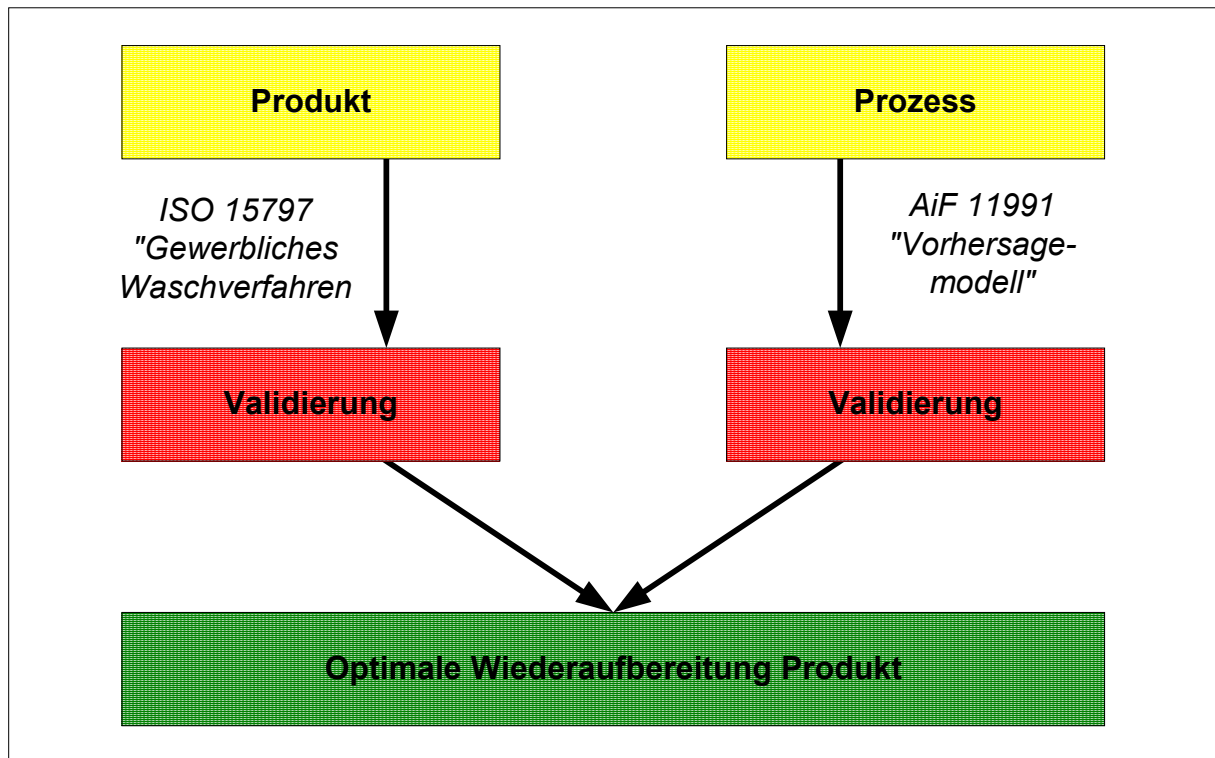 Produkt
Prozess
ISO 15797
"Gewerbliches
Waschverfahren
AiF 11991
"Vorhersage-
modell"
Validierung
Validierung
Optimale Wiederaufbereitung Produkt